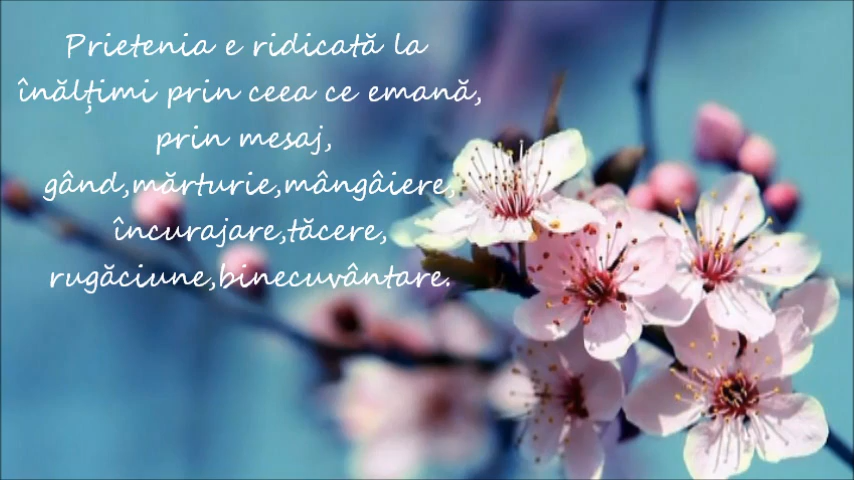 Prietenia e ridicată la
înălțimi prin ceea ce emană,
prin mesaj,
gând,mărturie,mângâiere,
încurajare,tăcere,
rugăciune,binecuvântare.